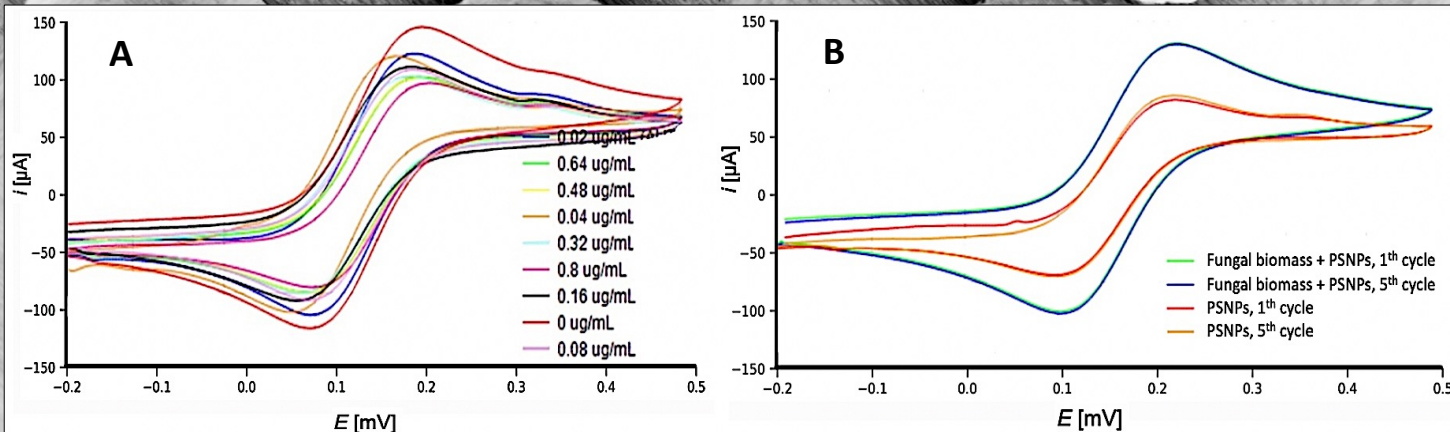 A
150
100
50
0
−50
−100
−150
i [µA]
−0.2
−0.1
0.0
0.1
0.2
0.3
0.4
0.5
E [mV]
0.02 ug/mL
0.64 ug/mL
0.48 ug/mL
0.04 ug/mL
0.32 ug/mL
0.8 ug/mL
0.16 ug/mL
0 ug/mL
0.08 ug/mL
B
150
100
50
0
−50
−100
−150
i [µA]
−0.2
−0.1
0.0
0.1
0.2
0.3
0.4
0.5
E [mV]
Fungal biomass + PSNPs, 1th cycle
Fungal biomass + PSNPs, 5th cycle
PSNPs, 1th cycle
PSNPs, 5th cycle